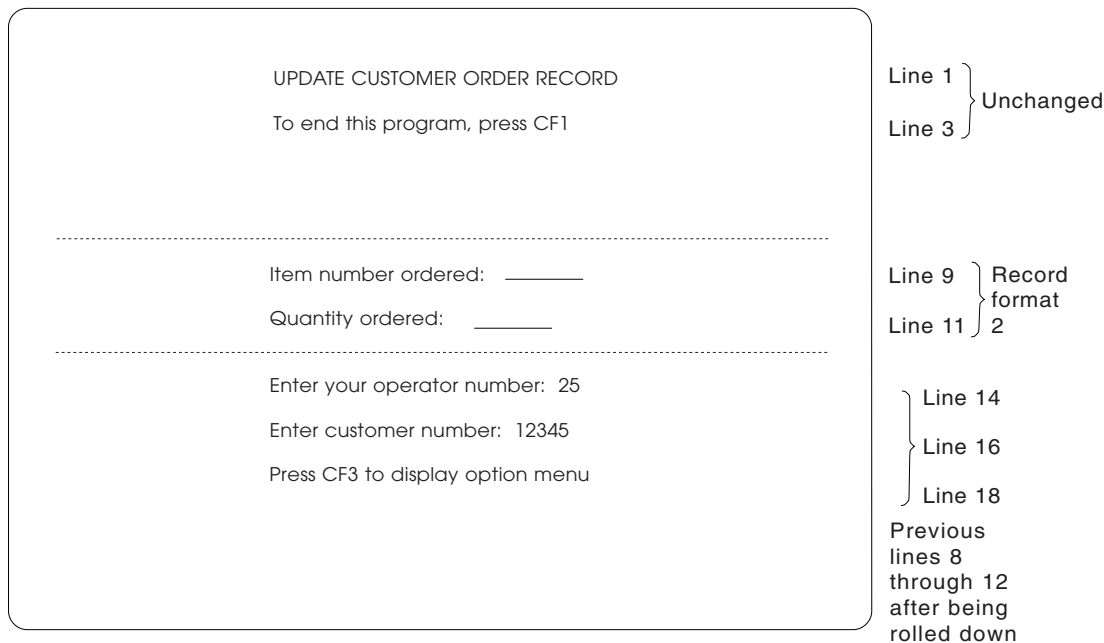 UPDATE CUSTOMER ORDER RECORD
To end this program, press CF1
Line 1
Line 3
Unchanged
Item number ordered:
Quantity ordered:
Line 9
Line 11
Record
format
2
Enter your operator number: 25
Enter customer number: 12345
Press CF3 to display option menu
Line 14
Line 16
Line 18
Previous
lines 8
through 12
after being
rolled down